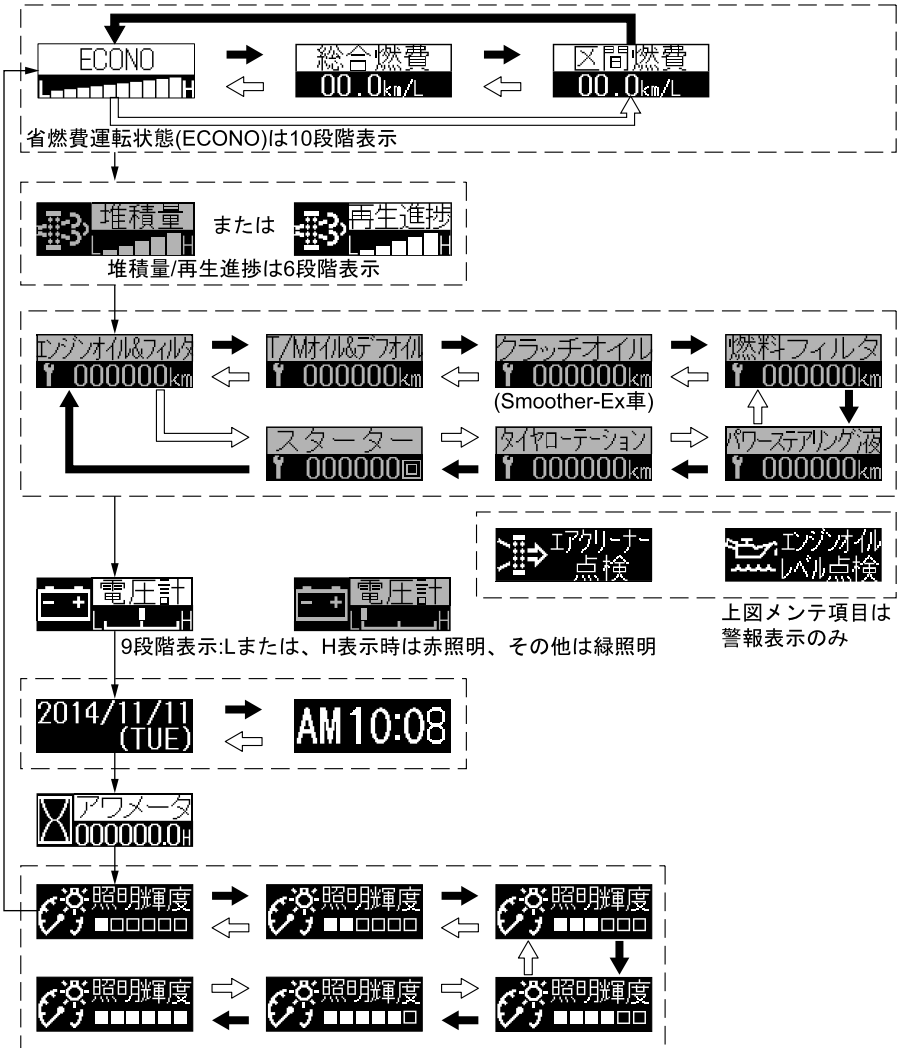 ECONO
H
総合燃費
00.0km/L
区間燃費
00.0km/L
省燃費運転状態(ECONO)は10段階表示
堆積量
L H
または
再生進捗
L H
堆積量/再生進捗は6段階表示
エンジンオイル&フィルタ
000000km
T/Mオイル&デフオイル
000000km
クラッチオイル
000000km
(Smoother-Ex車)
燃料フィルタ
000000km
スターター
000000回
タイヤローテーション
000000km
パワーステアリング液
000000km
エアクリーナー
点検
エンジンオイル
レベル点検
上図メンテ項目は
警報表示のみ
電圧計
L H
電圧計
L H
9段階表示:Lまたは、H表示時は赤照明、その他は緑照明
2014/11/11
(TUE)
AM10:08
アワメータ
000000.0H
照明輝度
照明輝度
照明輝度
照明輝度
照明輝度
照明輝度